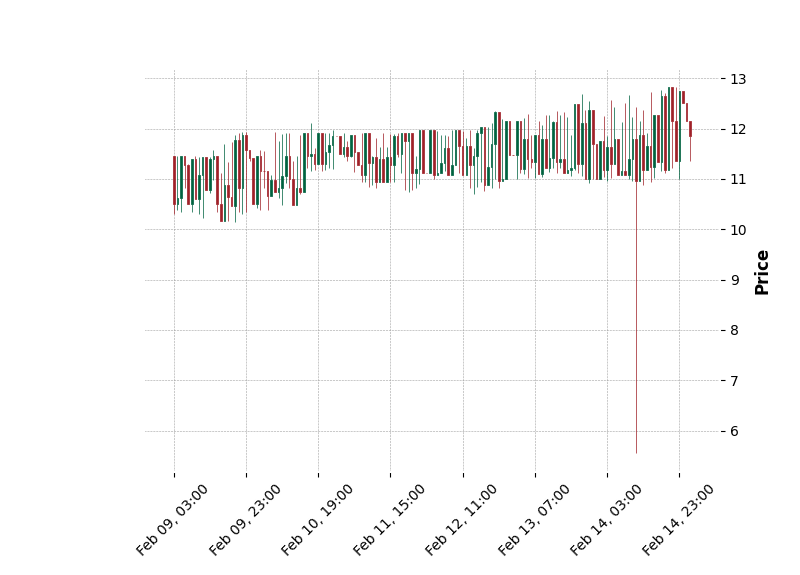 13
12
11
10
9
8
7
6
Price
Feb 09, 03:00
Feb 09, 23:00
Feb 10, 19:00
Feb 11, 15:00
Feb 12, 11:00
Feb 13, 07:00
Feb 14, 03:00
Feb 14, 23:00